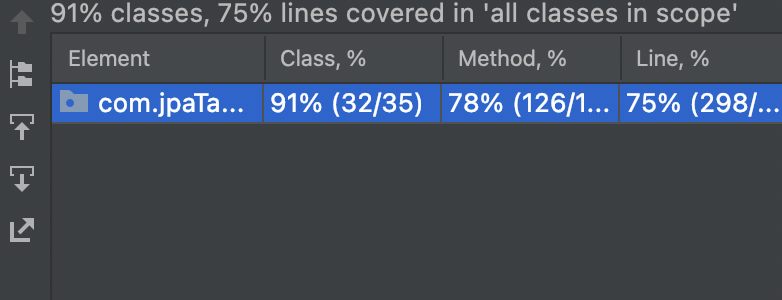 91% classes, 75% lines covered in 'all classes in scope'
Element Class, % Method, % Line, %
com.jpaTa... 91% (32/35) 78% (126/1... 75% (298/...